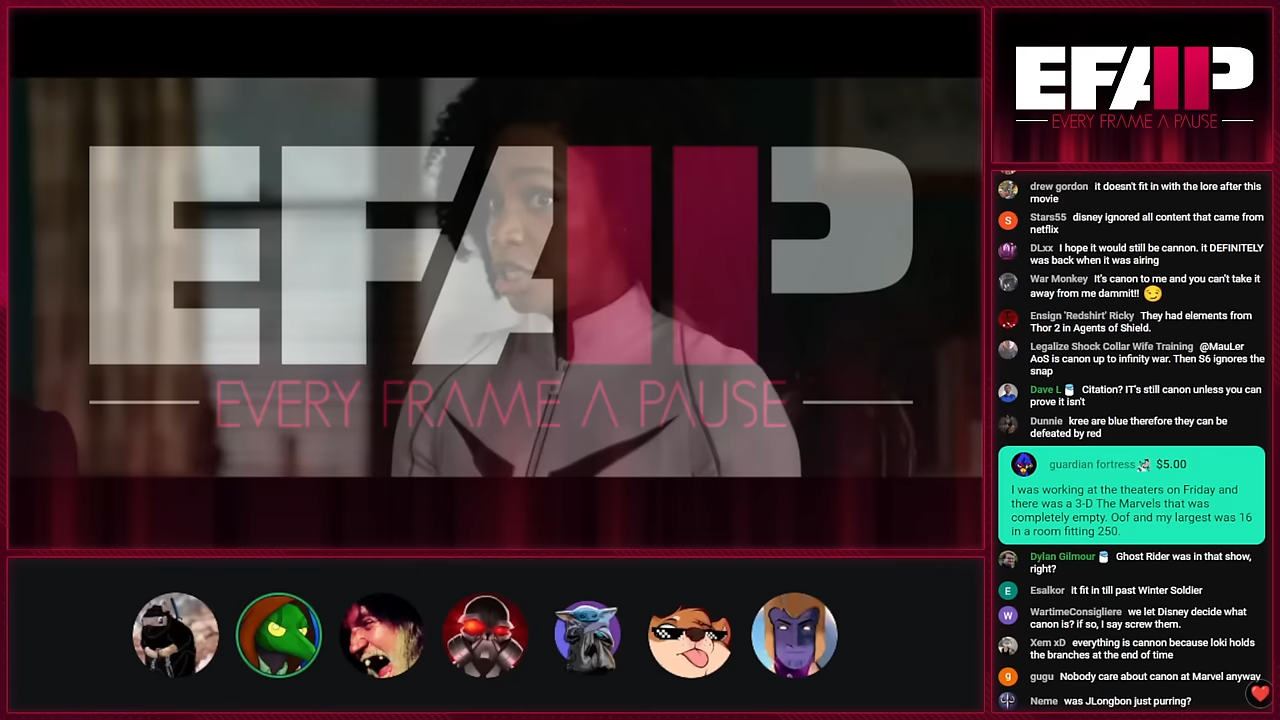 EFAP
EVERY FRAME A PAUSE
EFAP
EVERY FRAME A PAUSE
drew gordon it doesn't fit in with the lore after this
movie
Stars55 disney ignored all content that came from
netflix
DLxx I hope it would still be cannon. it DEFINITELY
was back when it was airing
War Monkey It's canon to me and you can't take it
away from me dammit!! 😏
Ensign 'Redshirt' Ricky They had elements from
Thor 2 in Agents of Shield.
Legalize Shock Collar Wife Training @MauLer
AoS is canon up to infinity war. Then S6 ignores the
snap
Dave L Citation? IT's still canon unless you can
prove it isn't
Dunnie kree are blue therefore they can be
defeated by red
guardian fortress $5.00
I was working at the theaters on Friday and
there was a 3-D The Marvels that was
completely empty. Oof and my largest was 16
in a room fitting 250.
Dylan Gilmour Ghost Rider was in that show,
right?
E
Esalkor it fit in till past Winter Soldier
W
WartimeConsigliere we let Disney decide what
canon is? if so, I say screw them.
Xem xD everything is cannon because loki holds
the branches at the end of time
g
gugu Nobody care about canon at Marvel anyway
Neme was JLongbon just purring?
S